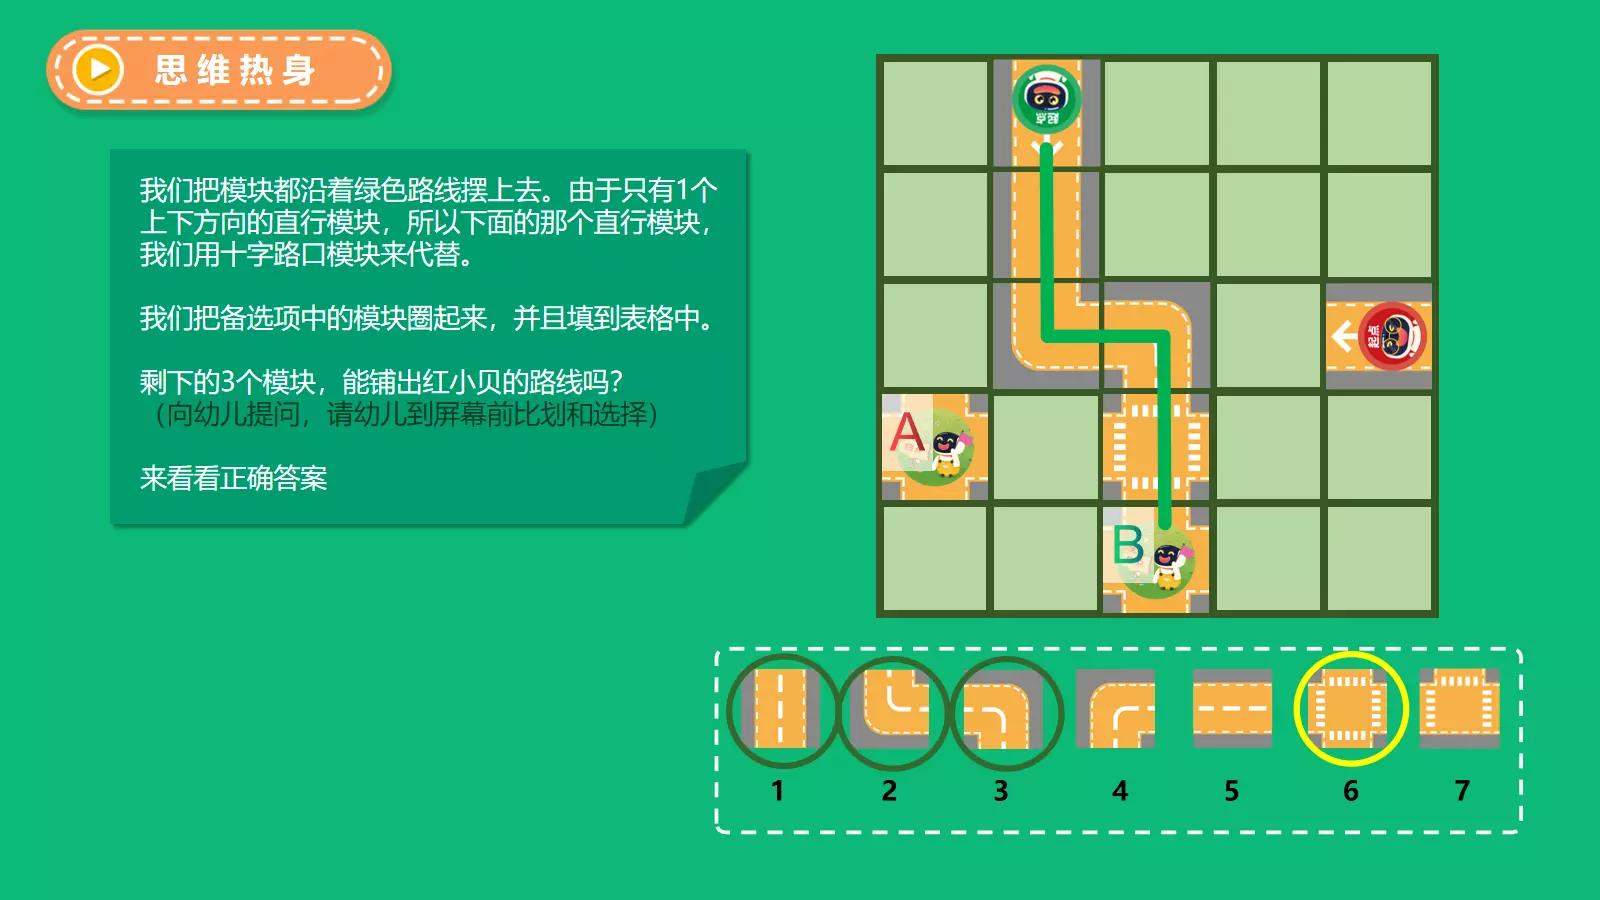 思维热身
我们把模块都沿着绿色路线摆上去。由于只有1个
上下方向的直行模块，所以下面的那个直行模块，
我们用十字路口模块来代替。
我们把备选项中的模块圈起来，并且填到表格中。
剩下的3个模块，能铺出红小贝的路线吗？
（向幼儿提问，请幼儿到屏幕前比划和选择）
来看看正确答案
起点
起点
A
B
1 2 3 4 5 6 7